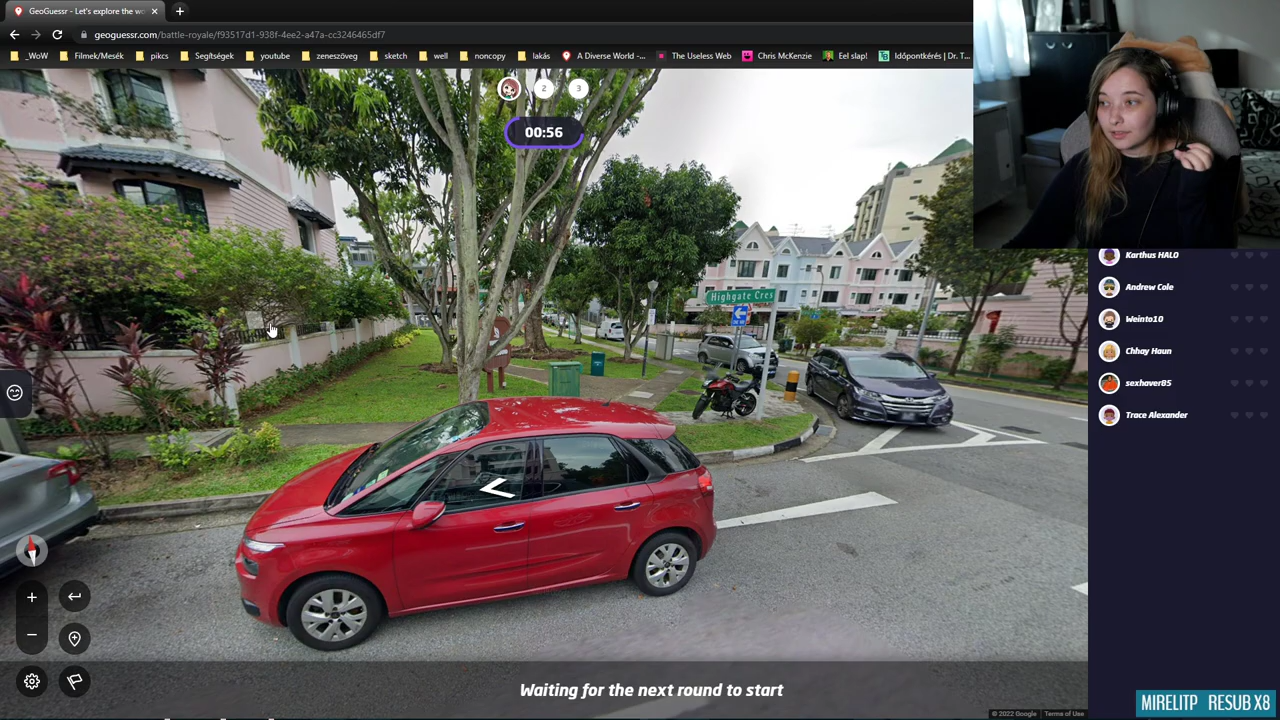 GeoGuessr - Let's explore the wo
geoguessr.com/battle-royale/f93517d1-938f-4ee2-a47a-cc3246465df7
_WoW
Filmek/Mesék
pikcs
Segítségek
youtube
zeneszöveg
sketch
well
noncopy
lakás
A Diverse World -...
The Useless Web
Chris McKenzie
Eel slap!
Időpontkérés | Dr. T...
2
3
00:56
Highgate Cres
Karthus HALO
Andrew Cole
Weinto10
Chhay Haun
sexhaver85
Trace Alexander
Waiting for the next round to start
© 2022 Google
Terms of Use
MIRELITP RESUB X8